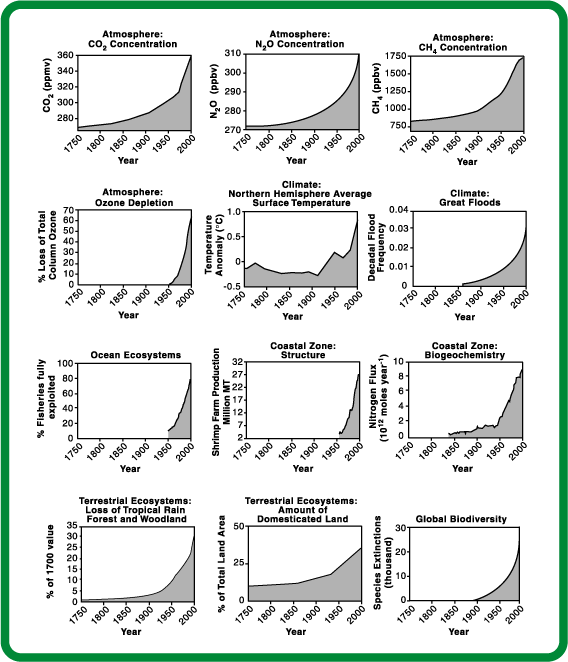 Atmosphere:
CO2 Concentration
CO2 (ppmv)
360
340
320
300
280
1750
1800
1850
1900
1950
2000
Year
Atmosphere:
N2O Concentration
N2O (ppbv)
310
300
290
280
270
1750
1800
1850
1900
1950
2000
Year
Atmosphere:
CH4 Concentration
CH4 (ppbv)
1750
1500
1250
1000
750
1750
1800
1850
1900
1950
2000
Year
Atmosphere:
Ozone Depletion
% Loss of Total
Column Ozone
70
60
50
40
30
20
10
0
1750
1800
1850
1900
1950
2000
Year
Climate:
Northern Hemisphere Average
Surface Temperature
Temperature
Anomaly (°C)
1.0
0.5
0
-0.5
1750
1800
1850
1900
1950
2000
Year
Climate:
Great Floods
Decadal Flood
Frequency
0.04
0.03
0.02
0.01
0
1750
1800
1850
1900
1950
2000
Year
Ocean Ecosystems
% Fisheries fully
exploited
100
80
60
40
20
0
1750
1800
1850
1900
1950
2000
Year
Coastal Zone:
Structure
Shrimp Farm Production
Million MT
32
27
22
17
12
7
2
1750
1800
1850
1900
1950
2000
Year
Coastal Zone:
Biogeochemistry
Nitrogen Flux
(1012 moles year-1)
10
8
6
4
2
0
1750
1800
1850
1900
1950
2000
Year
Terrestrial Ecosystems:
Loss of Tropical Rain
Forest and Woodland
% of 1700 value
35
30
25
20
15
10
5
0
1750
1800
1850
1900
1950
2000
Year
Terrestrial Ecosystems:
Amount of
Domesticated Land
% of Total Land Area
50
25
0
1750
1800
1850
1900
1950
2000
Year
Global Biodiversity
Species Extinctions
(thousand)
30
20
10
0
1750
1800
1850
1900
1950
2000
Year